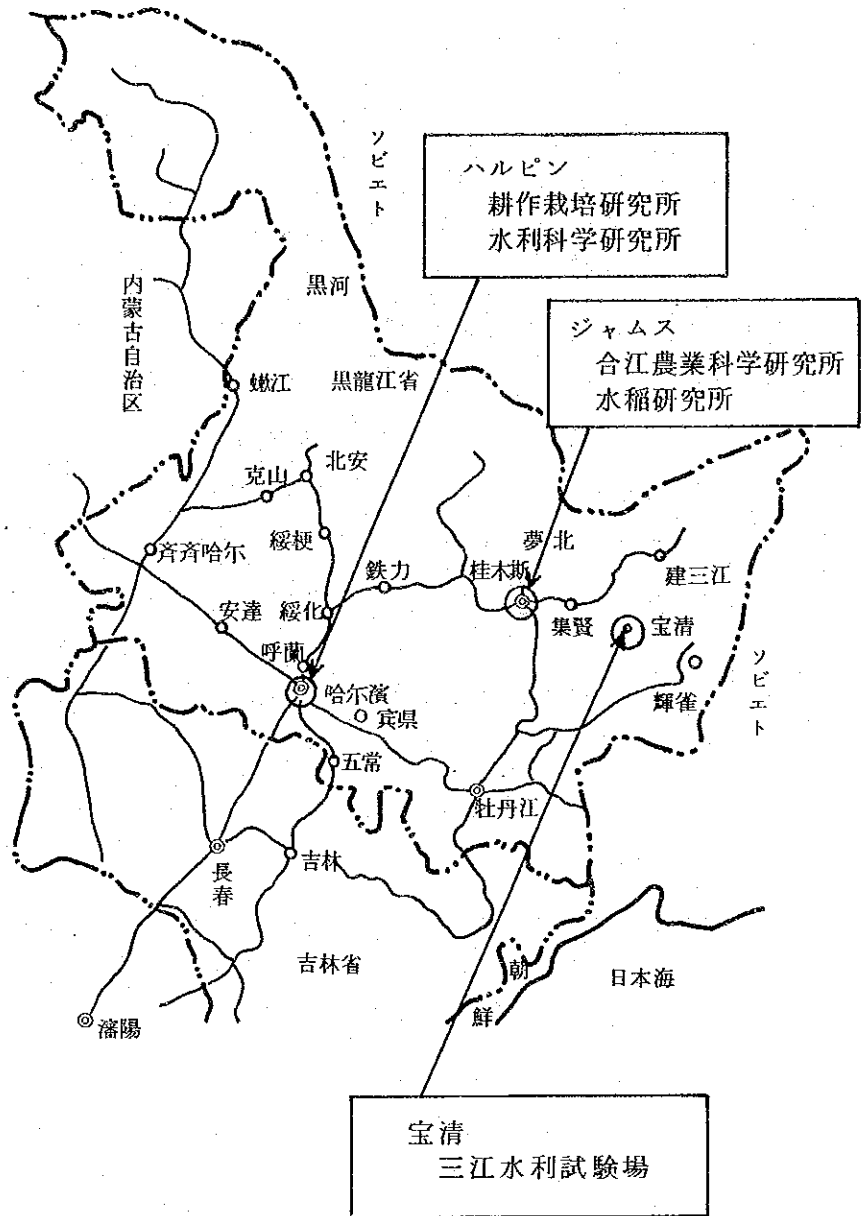 ソビエト
ハルピン
耕作栽培研究所
水利科学研究所
黒河
内蒙古自治区
ジャムス
合江農業科学研究所
水稲研究所
嫩江
黒龍江省
北安
克山
綏梗
夢北
斉斉哈尔
鉄力
桂木斯
建三江
安達
綏化
集賢
宝清
呼蘭
ソビエト
哈尔濱
賓県
輝雀
五常
牡丹江
長春
吉林
吉林省
朝鮮
日本海
瀋陽
宝清
三江水利試験場